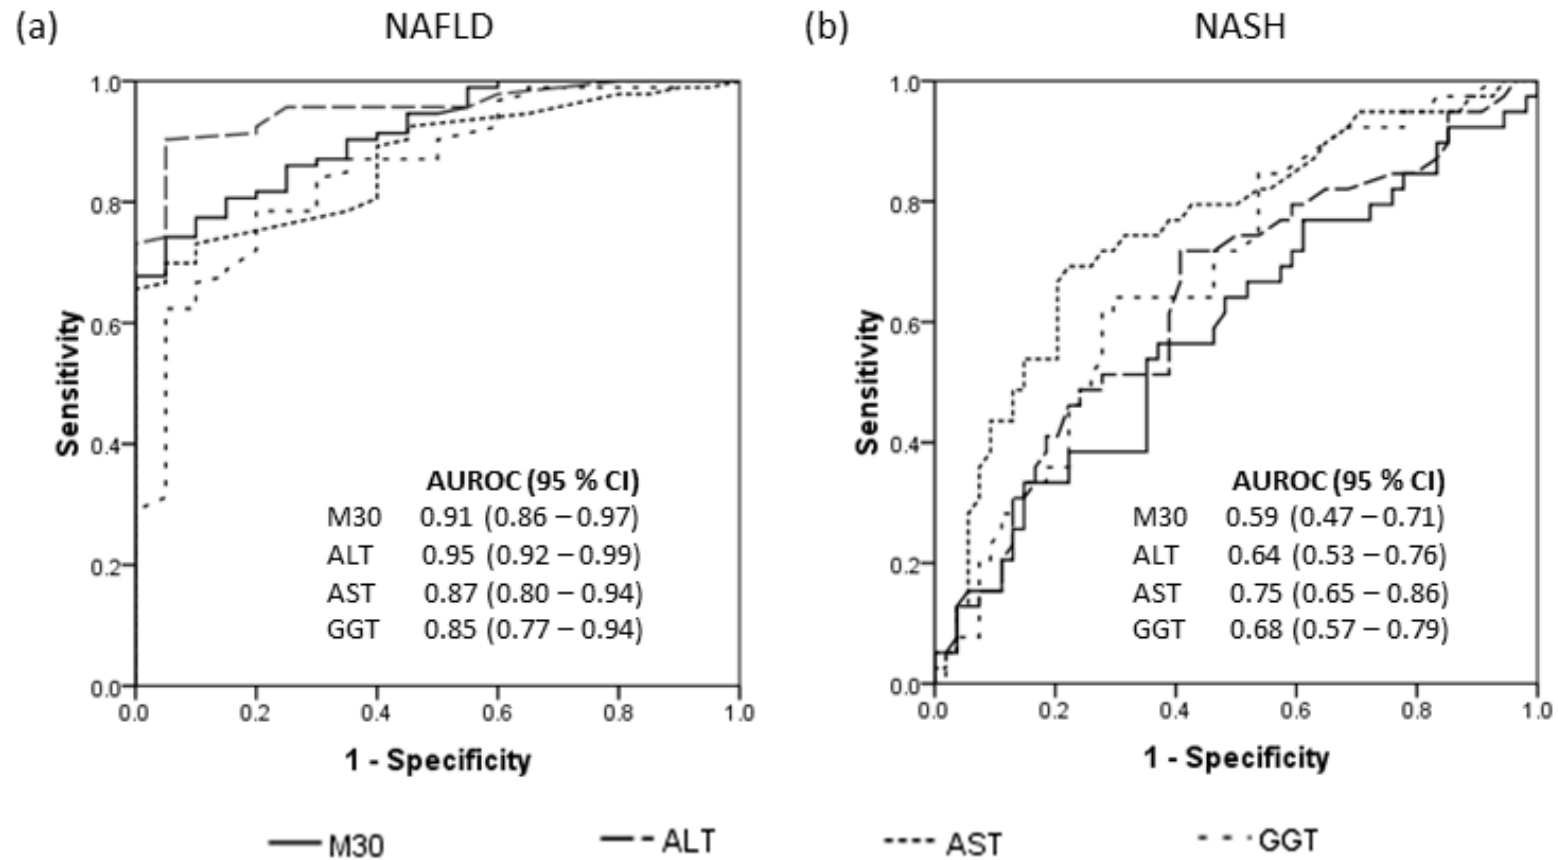 (a) NAFLD
1.0
0.8
0.6
0.4
0.2
0.0
Sensitivity
AUROC (95 % CI)
M30 0.91 (0.86 – 0.97)
ALT 0.95 (0.92 – 0.99)
AST 0.87 (0.80 – 0.94)
GGT 0.85 (0.77 – 0.94)
0.0 0.2 0.4 0.6 0.8 1.0
1 - Specificity
(b) NASH
1.0
0.8
0.6
0.4
0.2
0.0
Sensitivity
AUROC (95 % CI)
M30 0.59 (0.47 – 0.71)
ALT 0.64 (0.53 – 0.76)
AST 0.75 (0.65 – 0.86)
GGT 0.68 (0.57 – 0.79)
0.0 0.2 0.4 0.6 0.8 1.0
1 - Specificity
M30 ALT AST GGT